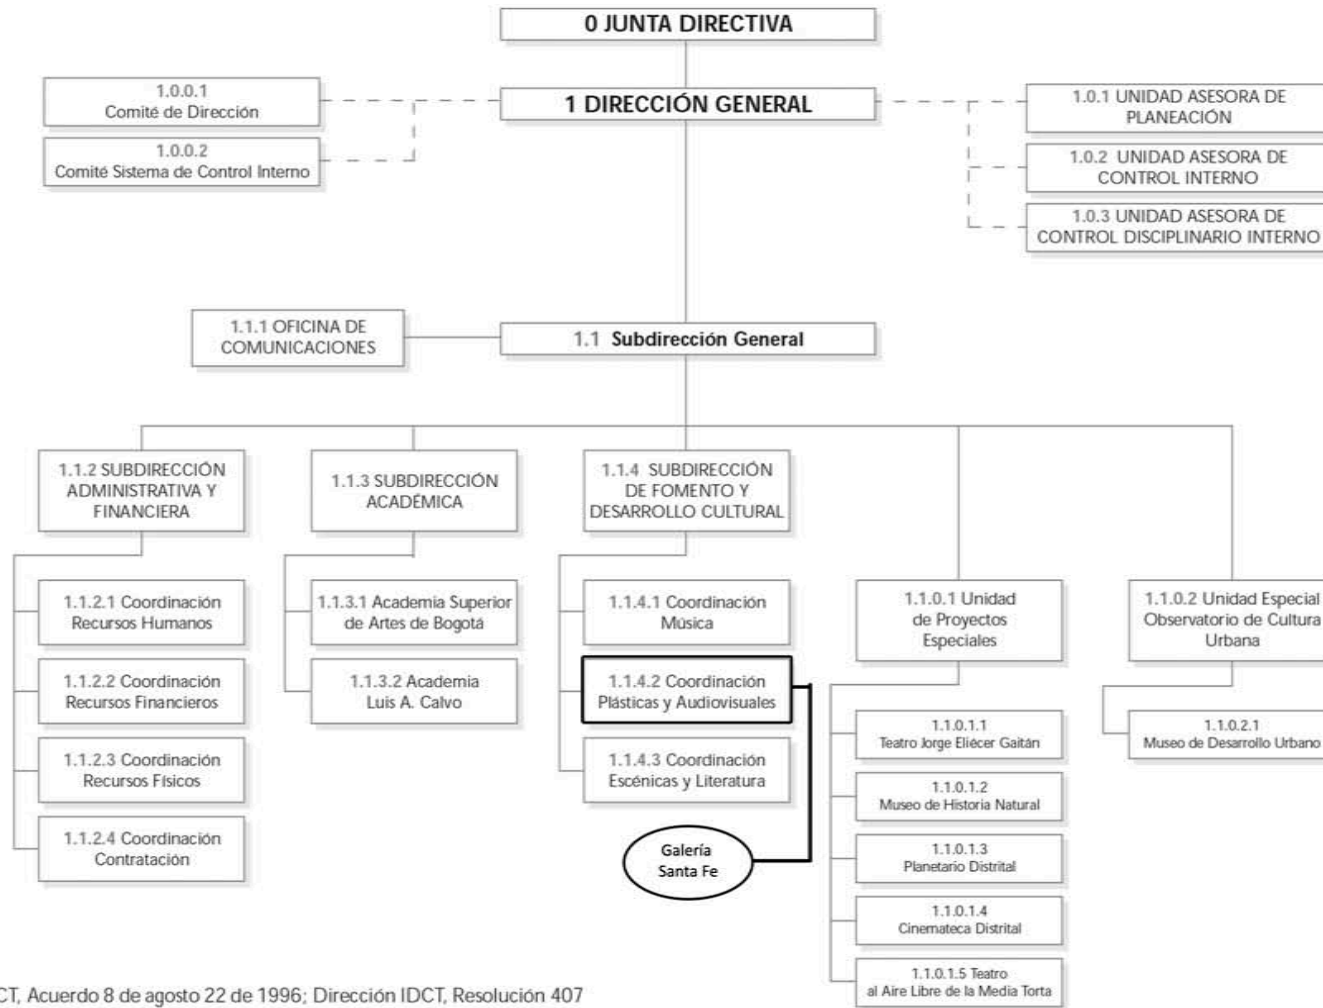 0 JUNTA DIRECTIVA
1 DIRECCIÓN GENERAL
1.0.0.1
Comité de Dirección
1.0.0.2
Comité Sistema de Control Interno
1.0.1 UNIDAD ASESORA DE
PLANEACIÓN
1.0.2 UNIDAD ASESORA DE
CONTROL INTERNO
1.0.3 UNIDAD ASESORA DE
CONTROL DISCIPLINARIO INTERNO
1.1.1 OFICINA DE
COMUNICACIONES
1.1 Subdirección General
1.1.2 SUBDIRECCIÓN
ADMINISTRATIVA Y
FINANCIERA
1.1.2.1 Coordinación
Recursos Humanos
1.1.2.2 Coordinación
Recursos Financieros
1.1.2.3 Coordinación
Recursos Físicos
1.1.2.4 Coordinación
Contratación
1.1.3 SUBDIRECCIÓN
ACADÉMICA
1.1.3.1 Academia Superior
de Artes de Bogotá
1.1.3.2 Academia
Luis A. Calvo
1.1.4 SUBDIRECCIÓN
DE FOMENTO Y
DESARROLLO CULTURAL
1.1.4.1 Coordinación
Música
1.1.4.2 Coordinación
Plásticas y Audiovisuales
1.1.4.3 Coordinación
Escénicas y Literatura
Galería
Santa Fe
1.1.0.1 Unidad
de Proyectos
Especiales
1.1.0.1.1
Teatro Jorge Eliécer Gaitán
1.1.0.1.2
Museo de Historia Natural
1.1.0.1.3
Planetario Distrital
1.1.0.1.4
Cinemateca Distrital
1.1.0.1.5 Teatro
al Aire Libre de la Media Torta
1.1.0.2 Unidad Especial
Observatorio de Cultura
Urbana
1.1.0.2.1
Museo de Desarrollo Urbano
CT, Acuerdo 8 de agosto 22 de 1996; Dirección IDCT, Resolución 407